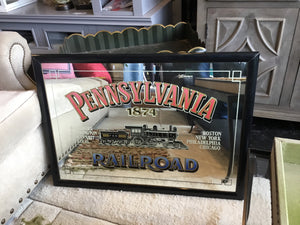 PENNSYLVANIA
1874
BOSTON
NEW YORK
PHILADELPHIA
CHICAGO
RAILROAD